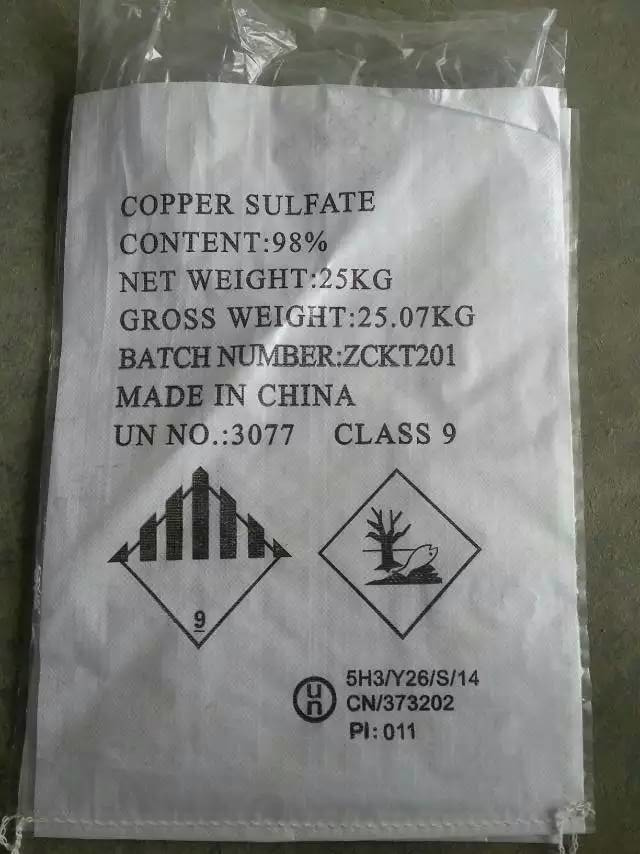 COPPER SULFATE
CONTENT:98%
NET WEIGHT:25KG
GROSS WEIGHT:25.07KG
BATCH NUMBER:ZCKT201
MADE IN CHINA
UN NO.:3077 CLASS 9
9
un 5H3/Y26/S/14
CN/373202
PI:011